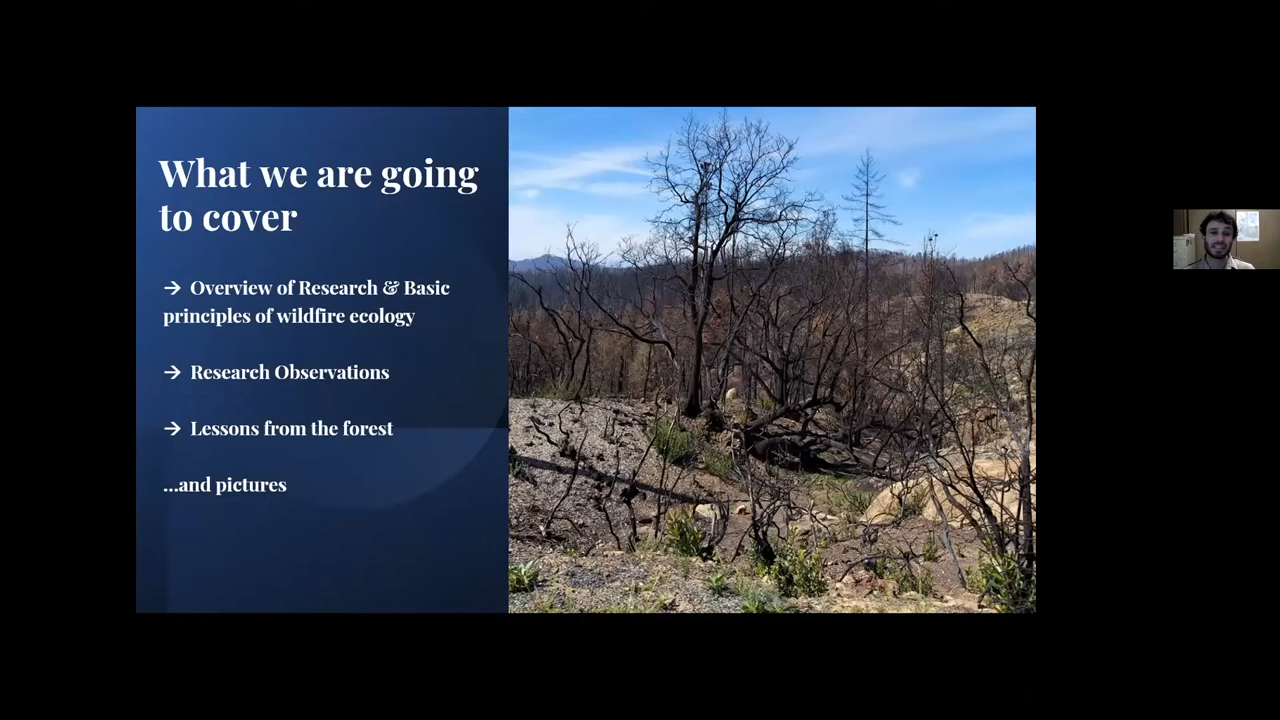 What we are going
to cover
→ Overview of Research & Basic
principles of wildfire ecology
→ Research Observations
→ Lessons from the forest
...and pictures